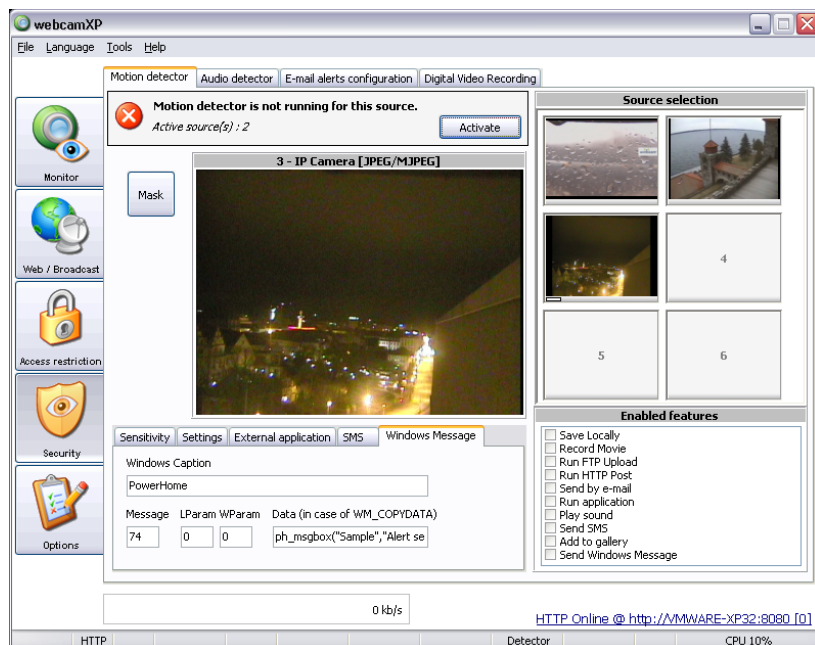 webcamXP
File Language Tools Help
Motion detector Audio detector E-mail alerts configuration Digital Video Recording
Motion detector is not running for this source.
Active source(s) : 2
Activate
Source selection
Monitor
Mask
3 - IP Camera [JPEG/MJPEG]
Web / Broadcast
4
Access restriction
5 6
Security
Enabled features
Sensitivity Settings External application SMS Windows Message
Save Locally
Record Movie
Run FTP Upload
Run HTTP Post
Send by e-mail
Run application
Play sound
Send SMS
Add to gallery
Send Windows Message
Windows Caption
PowerHome
Message LParam WParam Data (in case of WM_COPYDATA)
74 0 0 ph_msgbox("Sample","Alert se
Options
0 kb/s
HTTP Online @ http://VMWARE-XP32:8080 [0]
HTTP Detector CPU 10%